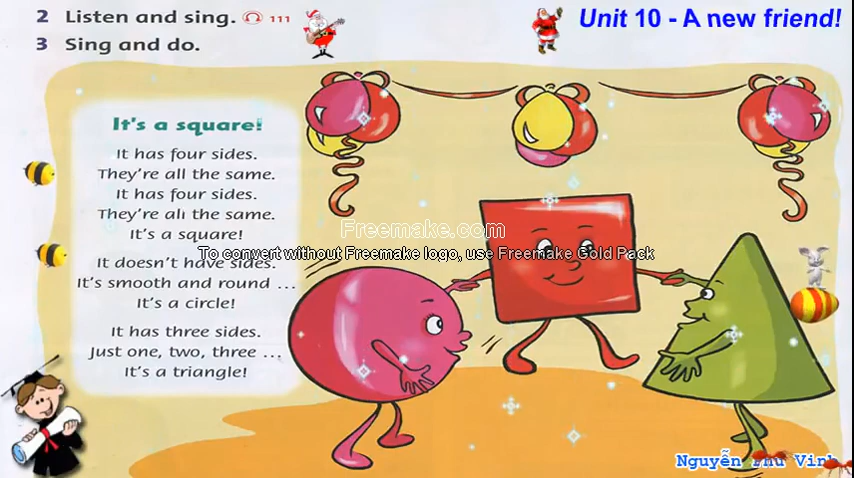 2 Listen and sing. 111
Unit 10 - A new friend!
3 Sing and do.
It's a square!
It has four sides.
They're all the same.
It has four sides.
They're all the same.
It's a square!
It doesn't have sides.
It's smooth and round ...
It's a circle!
It has three sides.
Just one, two, three ...
It's a triangle!
Freemake.com
To convert without Freemake logo, use Freemake Gold Pack
Nguyễn Như Vinh